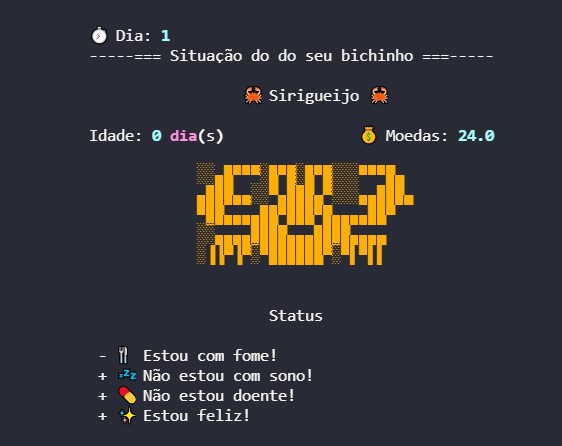 Dia: 1
-----=== Situação do do seu bichinho ===-----
Sirigueijo
Idade: 0 dia(s) Moedas: 24.0
Status
- Estou com fome!
+ Não estou com sono!
+ Não estou doente!
+ Estou feliz!